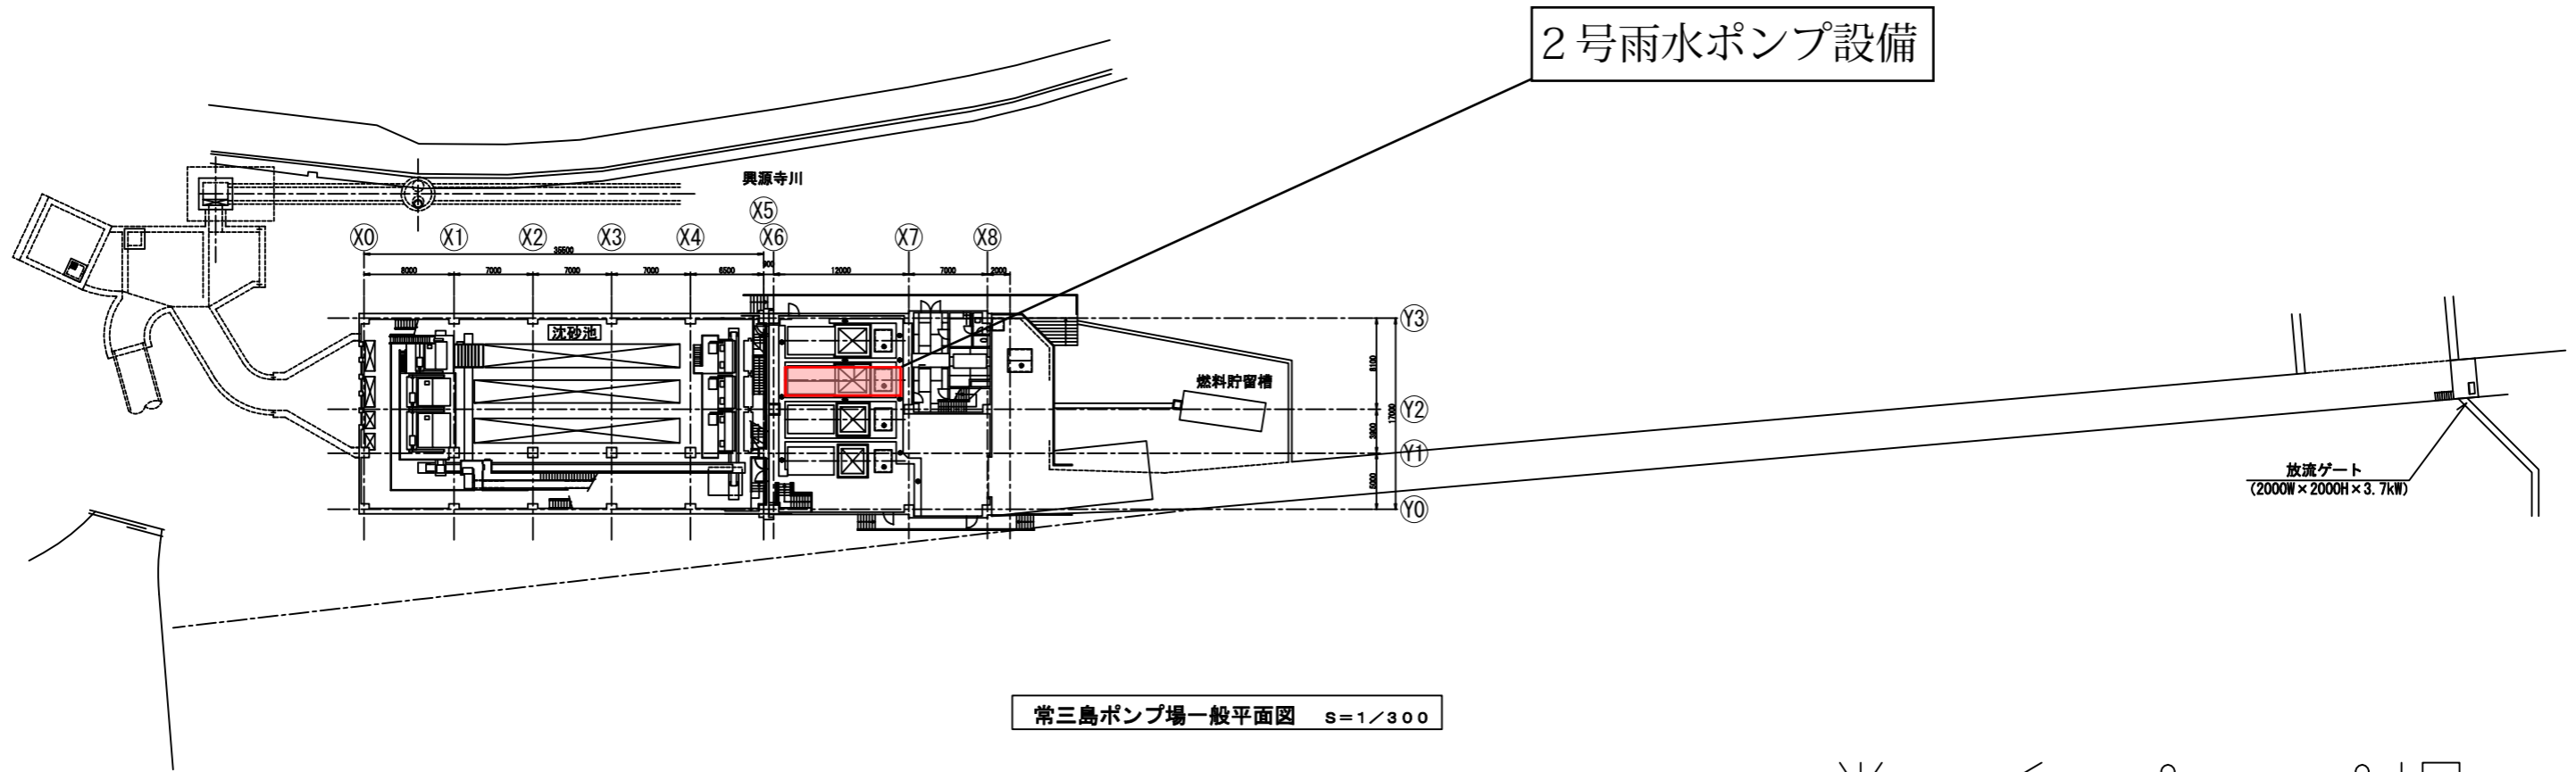 ２号雨水ポンプ設備
興源寺川
X5
X0 X1 X2 X3 X4 X6 X7 X8
35500
8000 7000 7000 7000 6500 12000 7000 2000
沈砂池
Y3
8100
燃料貯留槽
Y2
17000
Y1
放流ゲート
(2000W×2000H×3.7kW)
5000
Y0
常三島ポンプ場一般平面図 S=1/300